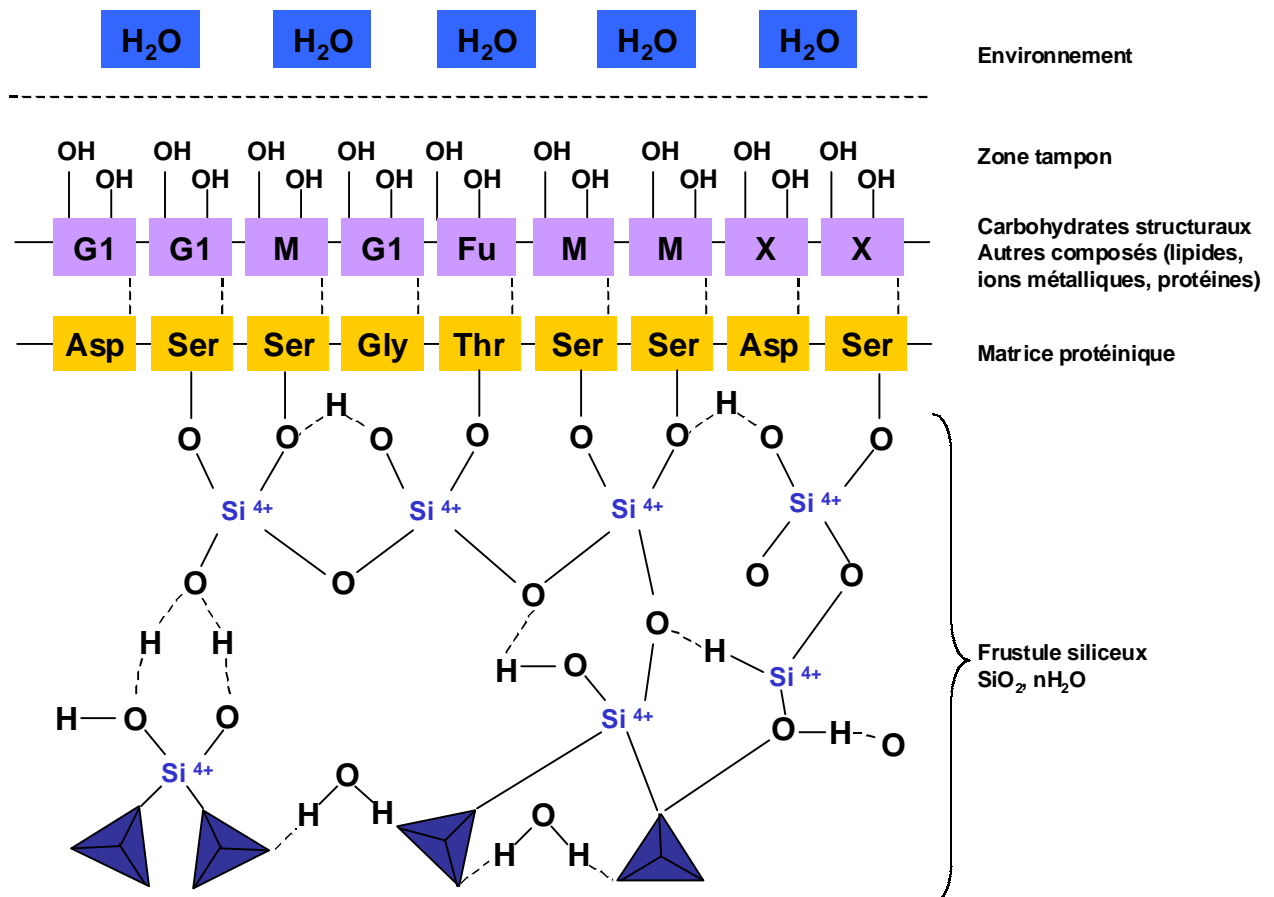 H2O H2O H2O H2O H2O
Environnement
OH OH OH OH OH OH OH OH OH
Zone tampon
OH OH OH OH OH OH OH OH OH
G1 G1 M G1 Fu M M X X
Carbohydrates structuraux
Autres composés (lipides,
ions métalliques, protéines)
Asp Ser Ser Gly Thr Ser Ser Asp Ser
Matrice protéinique
H H
O O O O O O O O
Si 4+ Si 4+ Si 4+ Si 4+
O O O O O
H H O H
H O Si 4+
Frustule siliceux
SiO2, nH2O
H O O Si 4+ O H O
Si 4+ O
H H O
H H